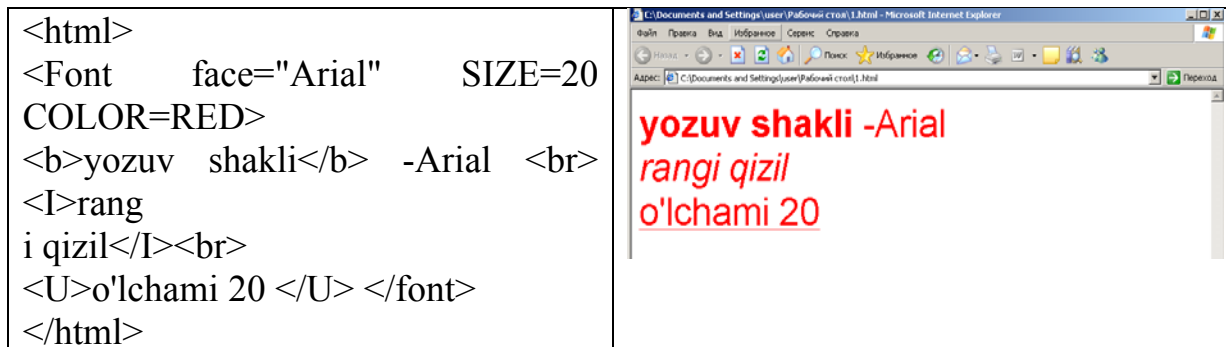 <html>
<Font face="Arial" SIZE=20
COLOR=RED>
<b>yozuv shakli</b> -Arial <br>
<I>rang
i qizil</I><br>
<U>o'lchami 20 </U> </font>
</html>
C:\Documents and Settings\user\Рабочий стол\1.html - Microsoft Internet Explorer
Файл Правка Вид Избранное Сервис Справка
Назад Поиск Избранное
Адрес: C:\Documents and Settings\user\Рабочий стол\1.html Переход
yozuv shakli -Arial
rangi qizil
o'lchami 20